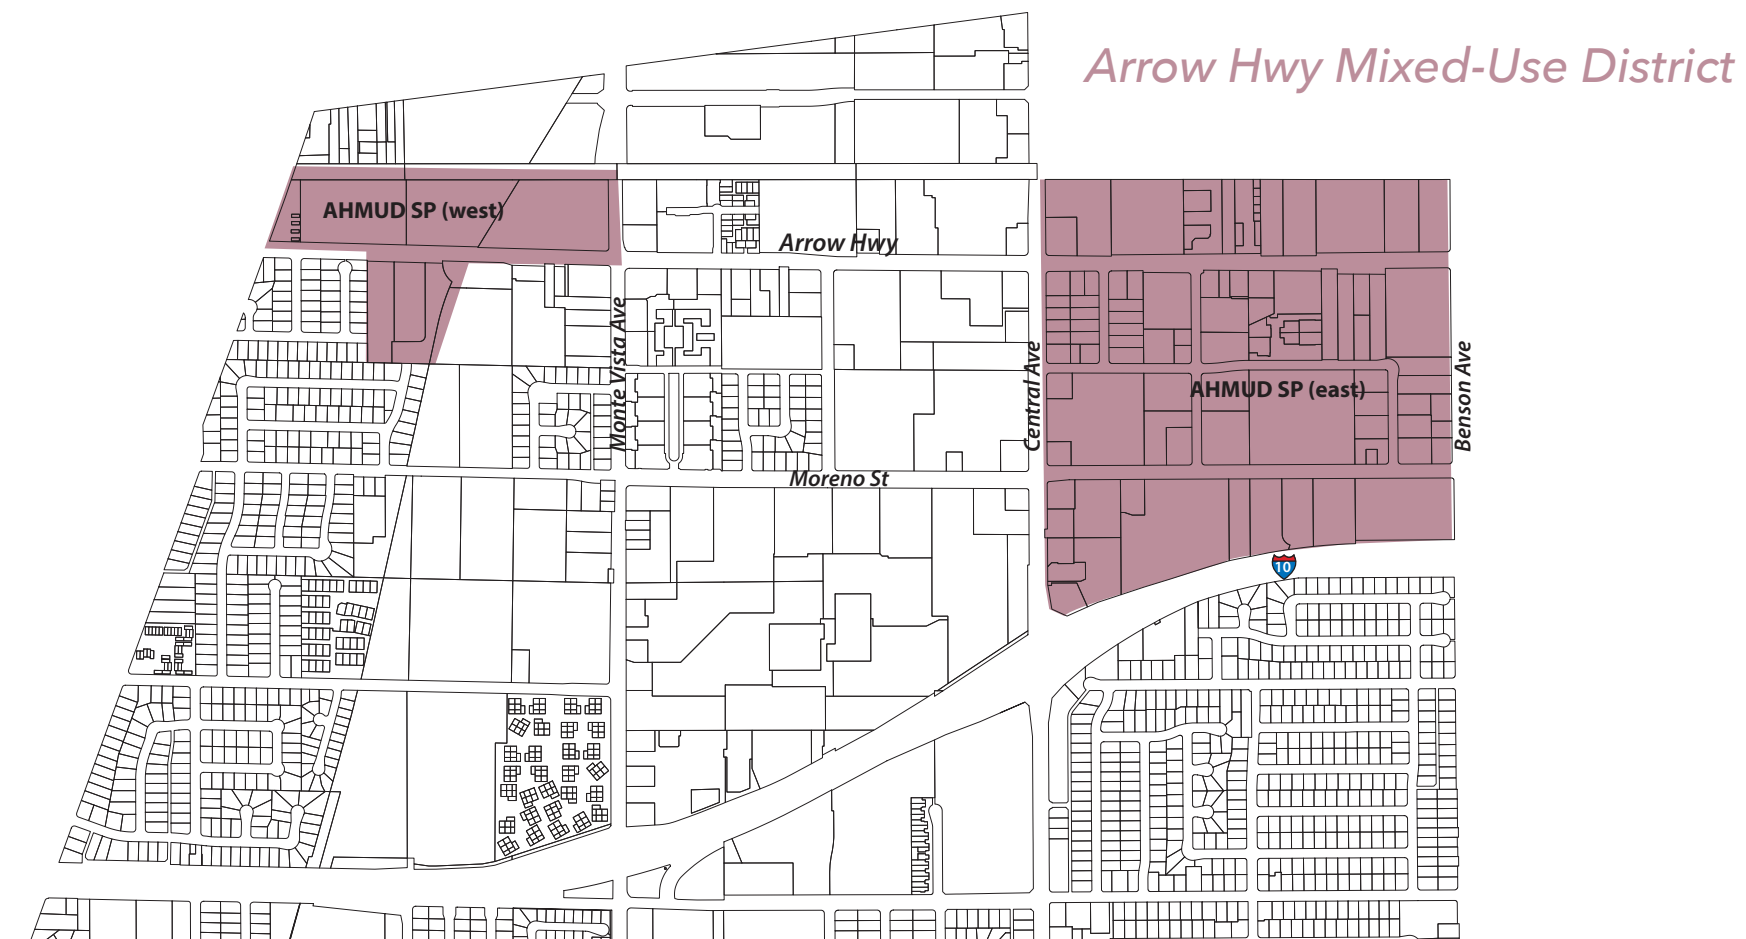 Arrow Hwy Mixed-Use District
AHMUD SP (west)
Arrow Hwy
Monte Vista Ave
Central Ave
AHMUD SP (east)
Benson Ave
Moreno St
10